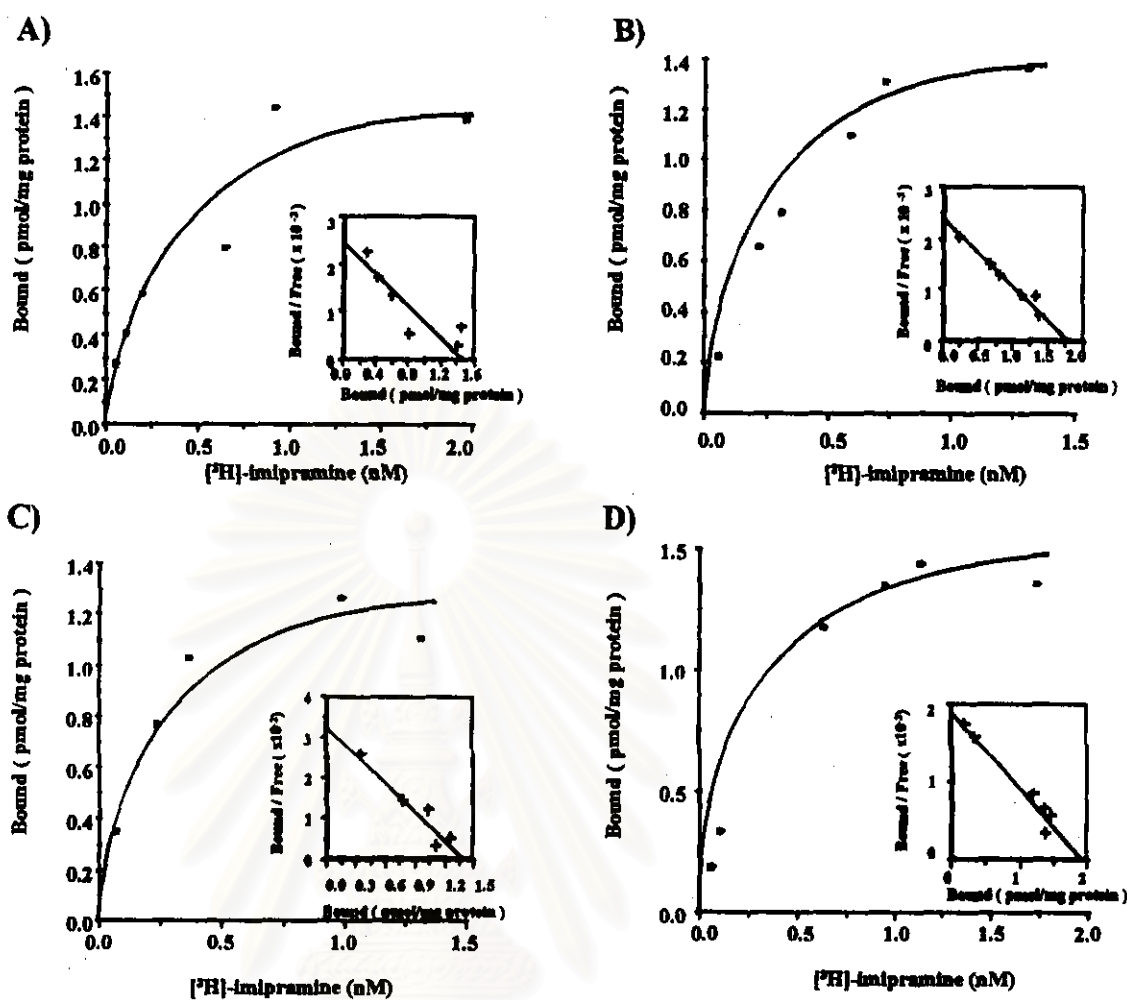 A)
Bound ( pmol/mg protein )
1.6
1.4
1.2
1.0
0.8
0.6
0.4
0.2
0.0
0.0 0.5 1.0 1.5 2.0
[³H]-imipramine (nM)
Bound / Free ( x 10⁻³ )
3
2
1
0
0.0 0.4 0.8 1.2 1.6
Bound ( pmol/mg protein )
B)
Bound ( pmol/mg protein )
1.4
1.2
1.0
0.8
0.6
0.4
0.2
0.0
0.0 0.5 1.0 1.5
[³H]-imipramine (nM)
Bound / Free ( x 10⁻³ )
3
2
1
0
0.0 0.5 1.0 1.5 2.0
Bound ( pmol/mg protein )
C)
Bound ( pmol/mg protein )
1.4
1.2
1.0
0.8
0.6
0.4
0.2
0.0
0.0 0.5 1.0 1.5
[³H]-imipramine (nM)
Bound / Free ( x10⁻³ )
4
3
2
1
0
0.0 0.3 0.6 0.9 1.2 1.5
Bound ( pmol/mg protein )
D)
Bound ( pmol/mg protein )
1.5
1.0
0.5
0.0
0.0 0.5 1.0 1.5 2.0
[³H]-imipramine (nM)
Bound / Free ( x10⁻³ )
2
1
0
0 1 2
Bound ( pmol/mg protein )